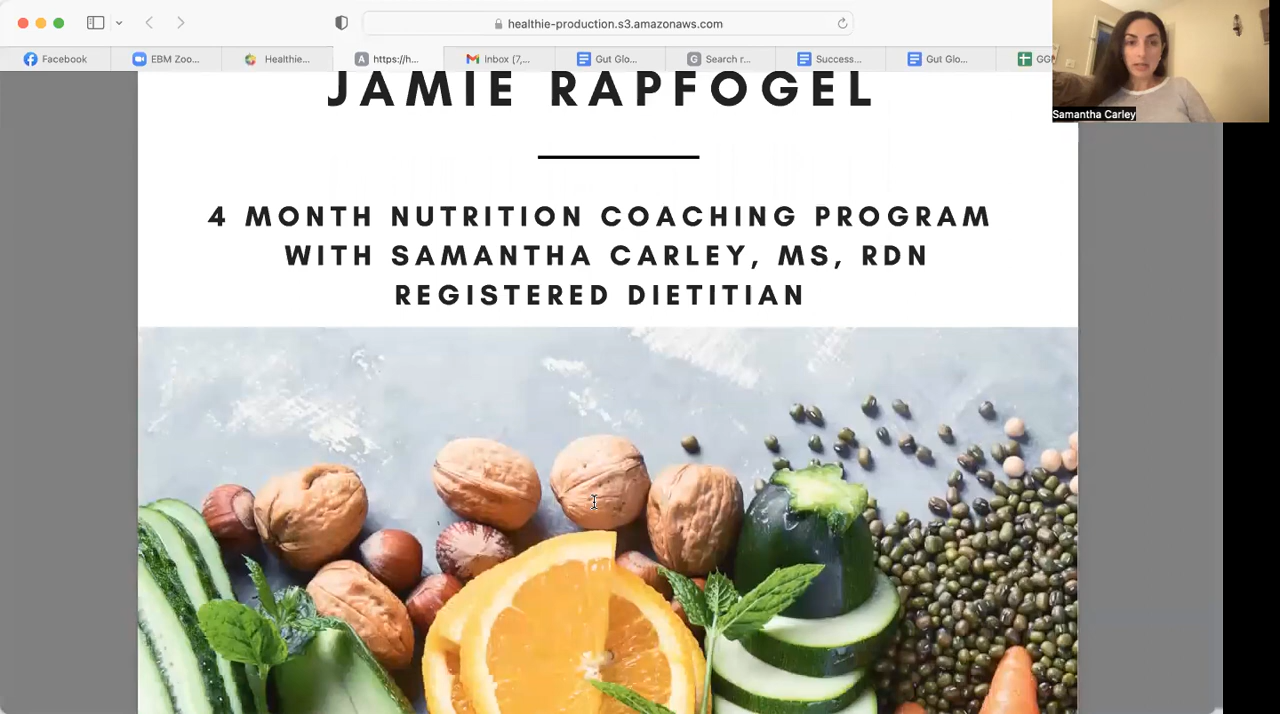 healthie-production.s3.amazonaws.com
Facebook
EBM Zoo...
Healthie...
https://h...
Inbox (7,...
Gut Glo...
Search r...
Success...
Gut Glo...
Samantha Carley
JAMIE RAPFOGEL
4 MONTH NUTRITION COACHING PROGRAM
WITH SAMANTHA CARLEY, MS, RDN
REGISTERED DIETITIAN